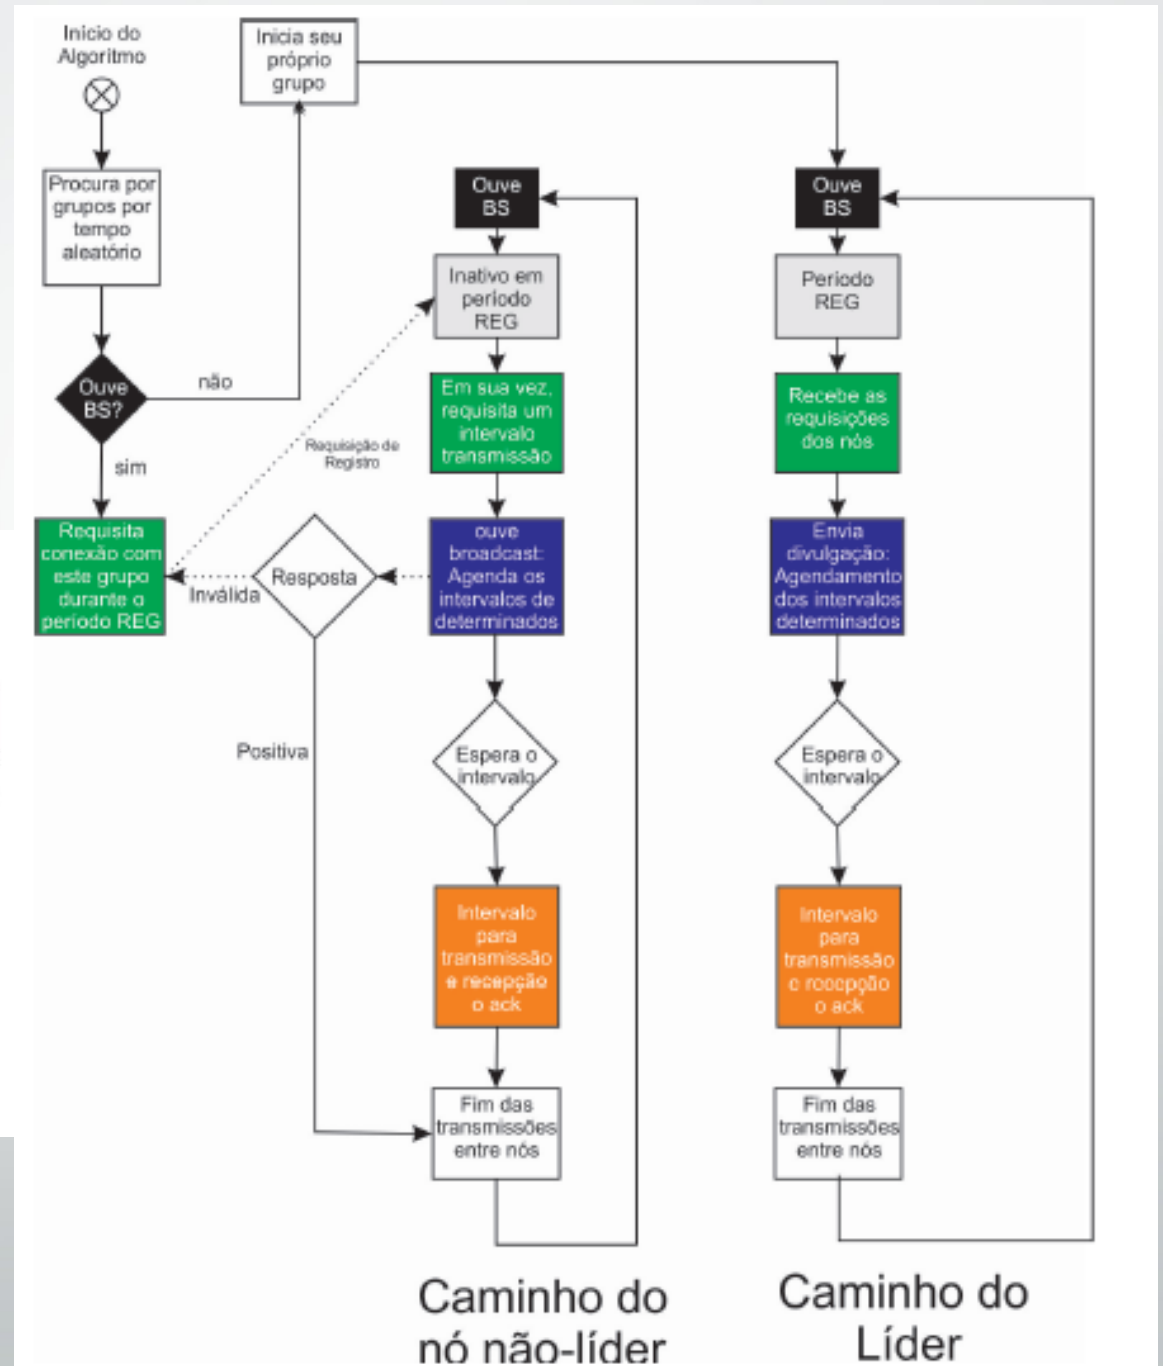 Início do
Algoritmo
Inicia seu
próprio
grupo
Procura por
grupos por
tempo
aleatório
Ouve
BS?
não
sim
Requisita
conexão com
este grupo
durante o
período REG
Requisição de
Registro
Resposta
Inválida
Positiva
Ouve
BS
Inativo em
período
REG
Em sua vez,
requisita um
intervalo
transmissão
ouve
broadcast:
Agenda os
intervalos de
determinados
Espera o
intervalo
Intervalo
para
transmissão
e recepção
o ack
Fim das
transmissões
entre nós
Caminho do
nó não-líder
Ouve
BS
Período
REG
Recebe as
requisições
dos nós
Envia
divulgação:
Agendamento
dos intervalos
determinados
Espera o
intervalo
Intervalo
para
transmissão
e recepção
o ack
Fim das
transmissões
entre nós
Caminho do
Líder